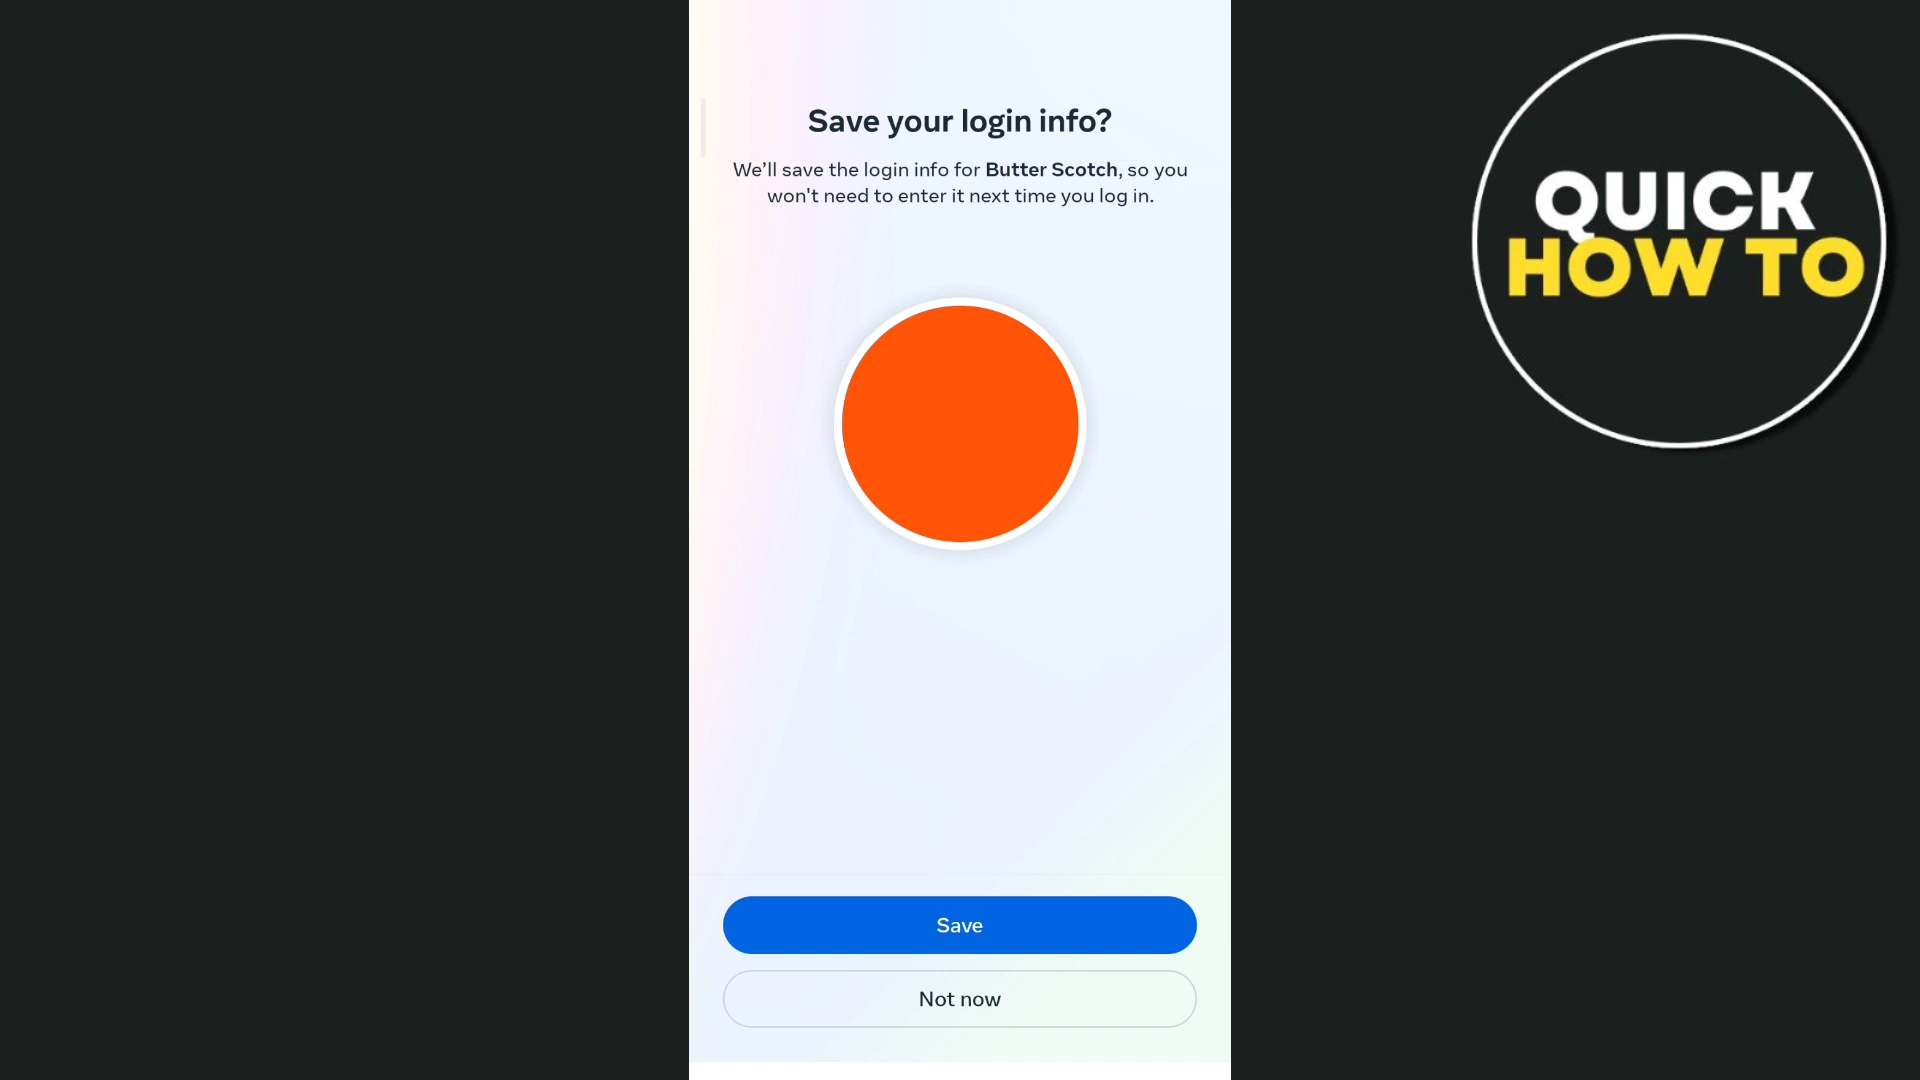 Save your login info?
We’ll save the login info for Butter Scotch, so you
won't need to enter it next time you log in.
Save
Not now
QUICK
HOW TO